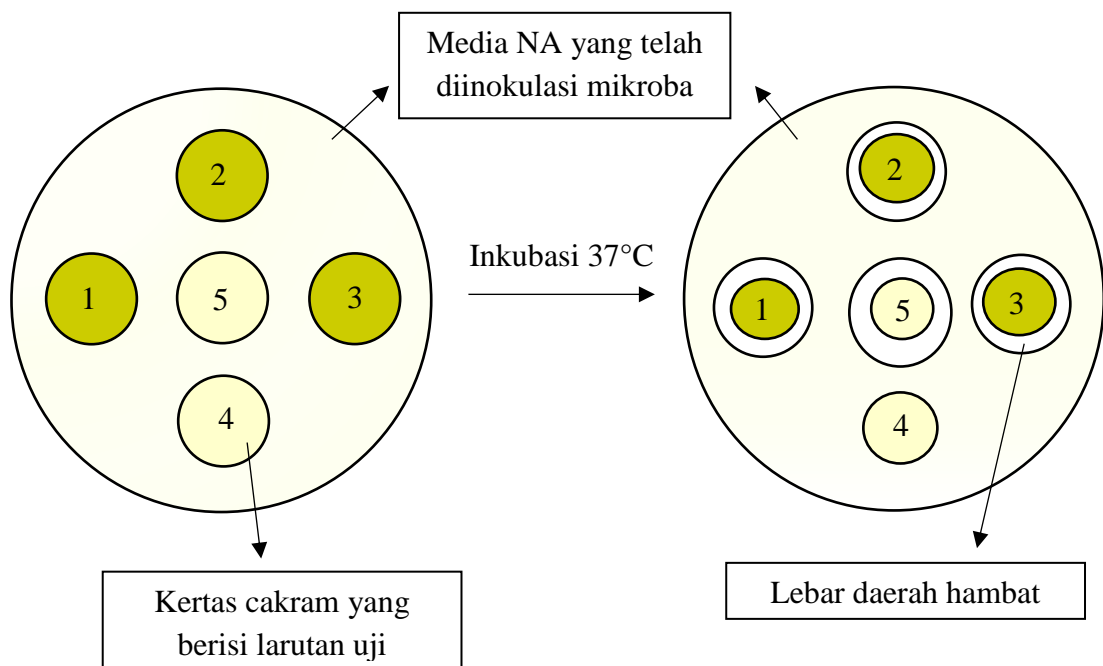 Media NA yang telah
diinokulasi mikroba
2
1
5
3
4
Inkubasi 37°C
2
1
5
3
4
Kertas cakram yang
berisi larutan uji
Lebar daerah hambat